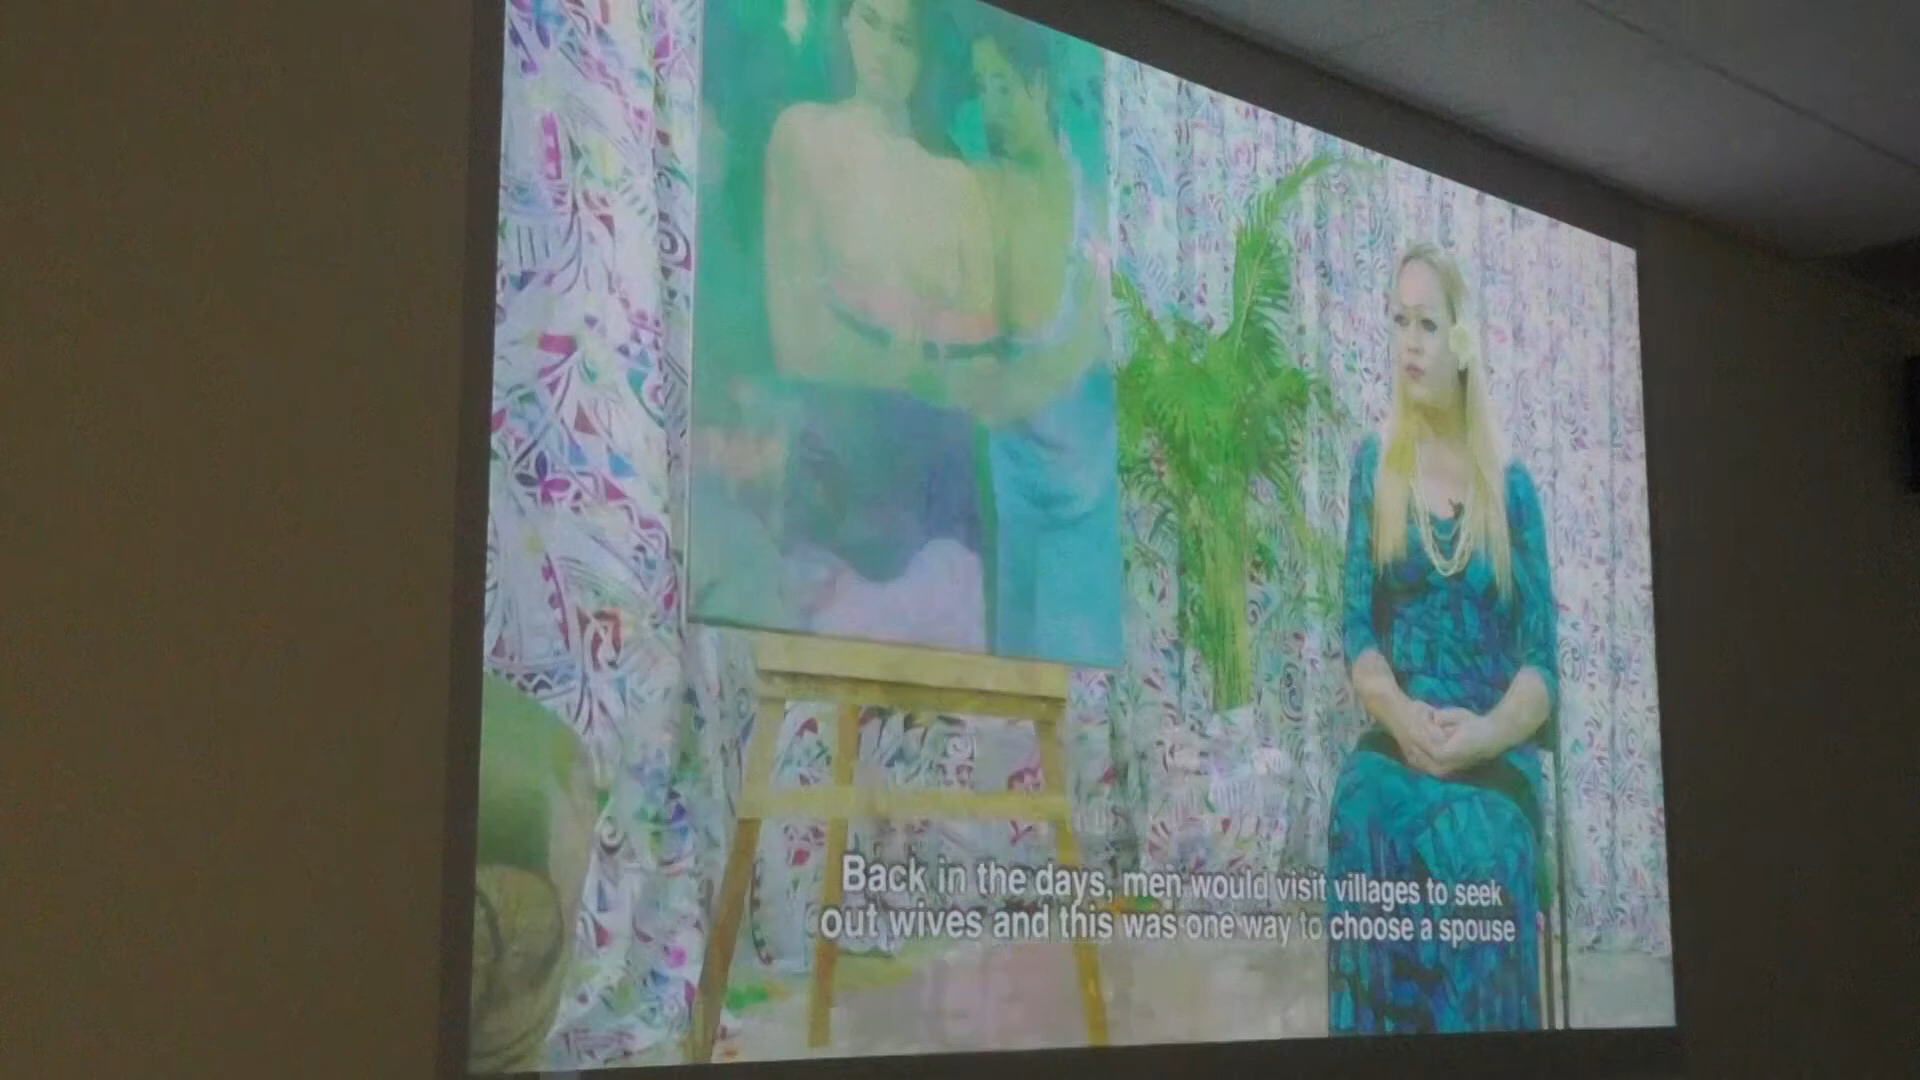 Back in the days, men would visit villages to seek
out wives and this was one way to choose a spouse